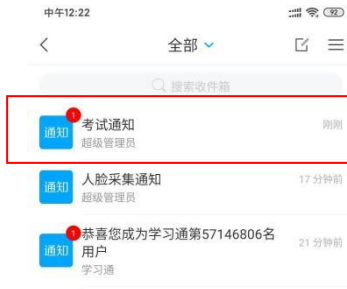 中午12:22
92
全部
搜索收件箱
1
通知
考试通知
刚刚
超级管理员
通知
人脸采集通知
17 分钟前
超级管理员
1
通知
恭喜您成为学习通第57146806名
用户
21 分钟前
学习通